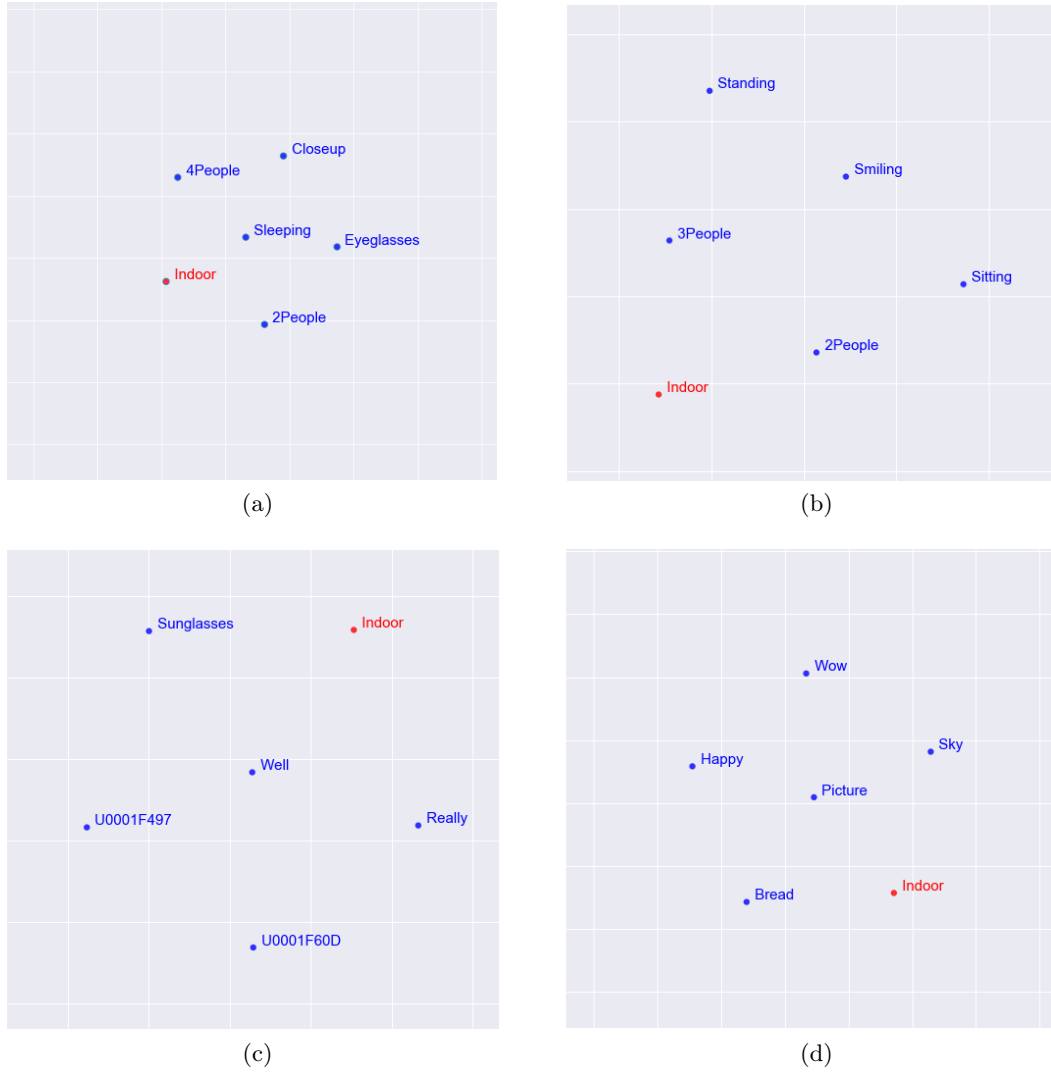 Closeup
4People
Sleeping
Eyeglasses
Indoor
2People
(a)
Standing
Smiling
3People
Sitting
2People
Indoor
(b)
Sunglasses
Indoor
Well
U0001F497
Really
U0001F60D
(c)
Wow
Sky
Happy
Picture
Indoor
Bread
(d)